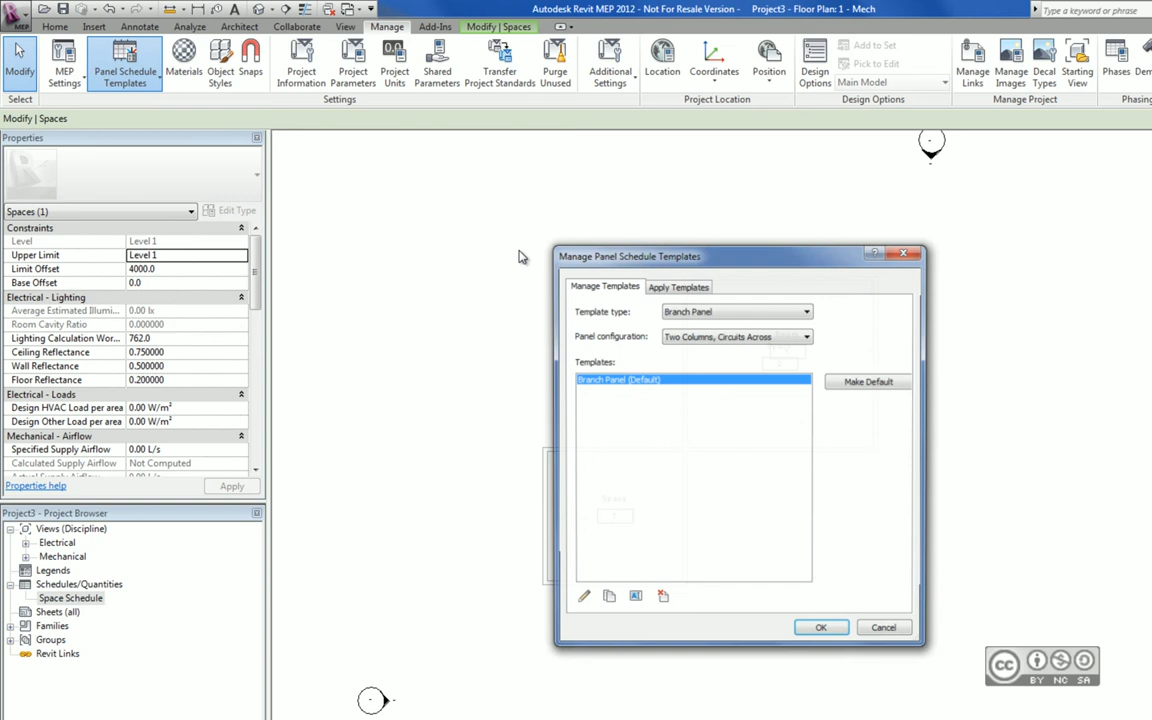 Autodesk Revit MEP 2012 - Not For Resale Version - Project3 - Floor Plan: 1 - Mech
Type a keyword or phrase
MEP
Home Insert Annotate Analyze Architect Collaborate View Manage Add-Ins Modify | Spaces
Modify
MEP Settings
Panel Schedule Templates
Materials
Object Styles
Snaps
Project Information
Project Parameters
Project Units
Shared Parameters
Transfer Project Standards
Purge Unused
Additional Settings
Location
Coordinates
Position
Design Options
Add to Set
Pick to Edit
Main Model
Manage Links
Manage Images
Decal Types
Starting View
Phases
Select
Settings
Project Location
Design Options
Manage Project
Phasing
Modify | Spaces
Properties
Spaces (1)
Edit Type
Constraints
Level Level 1
Upper Limit Level 1
Limit Offset 4000.0
Base Offset 0.0
Electrical - Lighting
Average Estimated Illumi... 0.00 lx
Room Cavity Ratio 0.000000
Lighting Calculation Wor... 762.0
Ceiling Reflectance 0.750000
Wall Reflectance 0.500000
Floor Reflectance 0.200000
Electrical - Loads
Design HVAC Load per area 0.00 W/m²
Design Other Load per area 0.00 W/m²
Mechanical - Airflow
Specified Supply Airflow 0.00 L/s
Calculated Supply Airflow Not Computed
Properties help
Apply
Project3 - Project Browser
Views (Discipline)
Electrical
Mechanical
Legends
Schedules/Quantities
Space Schedule
Sheets (all)
Families
Groups
Revit Links
Manage Panel Schedule Templates
Manage Templates
Apply Templates
Template type: Branch Panel
Panel configuration: Two Columns, Circuits Across
Templates:
Branch Panel (Default)
Make Default
OK
Cancel
cc
BY NC SA